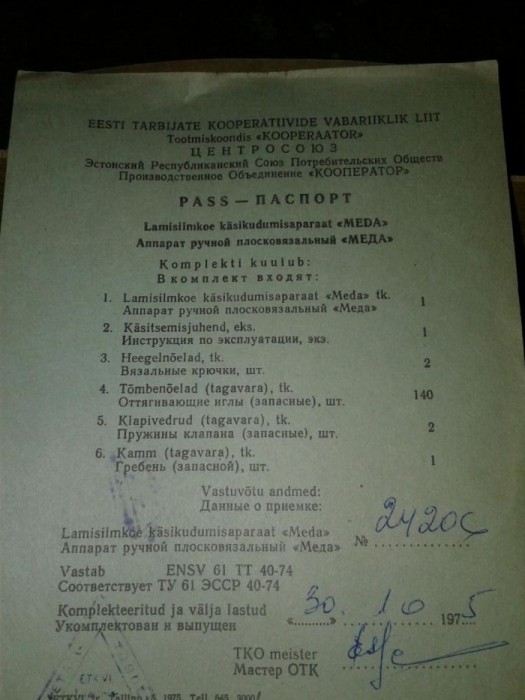 EESTI TARBIJATE KOOPERATIIVIDE VABARIIKLIK LIIT
Tootmiskoondis «KOOPERAATOR»
ЦЕНТРОСОЮЗ
Эстонский Республиканский Союз Потребительских Обществ
Производственное Объединение «КООПЕРАТОР»
PASS — ПАСПОРТ
Lamisilmkoe käsikudumisaparaat «MEDA»
Аппарат ручной плосковязальный «МЕДА»
Komplekti kuulub:
В комплект входят:
1. Lamisilmkoe käsikudumisaparaat «Meda» tk. 1
Аппарат ручной плосковязальный «Меда»
2. Käsitsemisjuhend, eks. 1
Инструкция по эксплуатации, экз.
3. Heegelnõelad, tk. 2
Вязальные крючки, шт.
4. Tõmbenõelad (tagavara), tk. 140
Оттягивающие иглы (запасные), шт.
5. Klapivedrud (tagavara), tk. 2
Пружины клапана (запасные), шт.
6. Kamm (tagavara), tk. 1
Гребень (запасной), шт.
Vastuvõtu andmed:
Данные о приемке:
Lamisilmkoe käsikudumisaparaat «Meda»
Аппарат ручной плосковязальный «Меда» №
Vastab ENSV 61 TT 40-74
Соответствует ТУ 61 ЭССР 40-74
Komplekteeritud ja välja lastud «30. 10 1975
Укомплектован и выпущен
TKO meister
Мастер ОТК
ETKVL